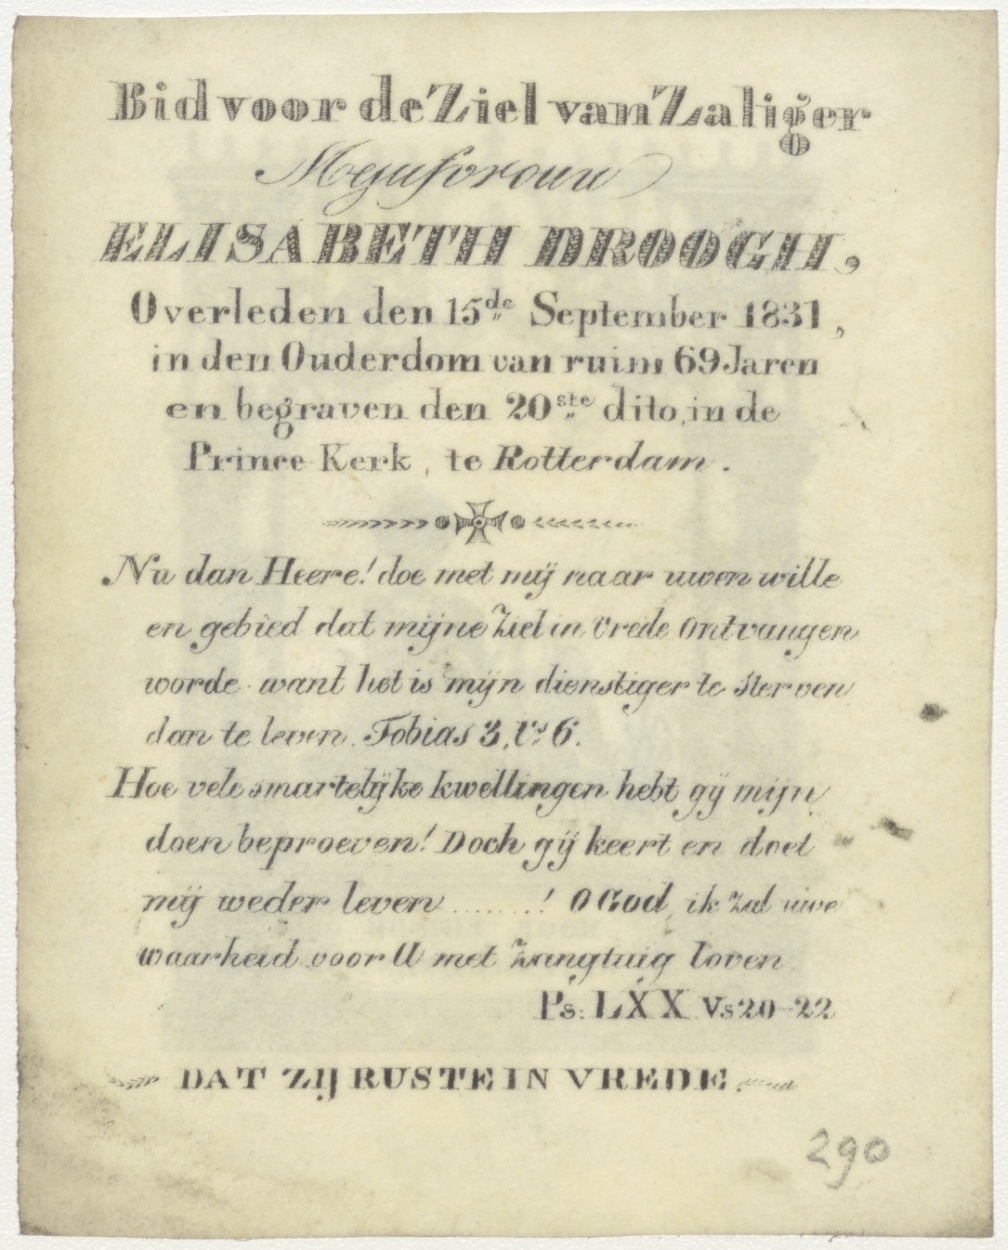 Bid voor de Ziel van Zaliger
Mejufvrouw
ELISABETH DROOGH,
Overleden den 15de September 1831,
in den Ouderdom van ruim 69 Jaren
en begraven den 20ste dito, in de
Prince Kerk, te Rotterdam.
Nu dan Heere! doe met mij naar uwen wille
en gebied dat mijne Ziel in Vrede Ontvangen
worde want het is mijn dienstiger te Sterven
dan te leven. Tobias 3, Vs 6.
Hoe vele smartelijke kwellingen hebt gij mijn
doen beproeven! Doch gij keert en doet
mij weder leven ........! O God, ik zal uwe
waarheid voor U met Zangtuig loven
Ps: LXX Vs 20-22
DAT ZIJ RUSTE IN VREDE.
290